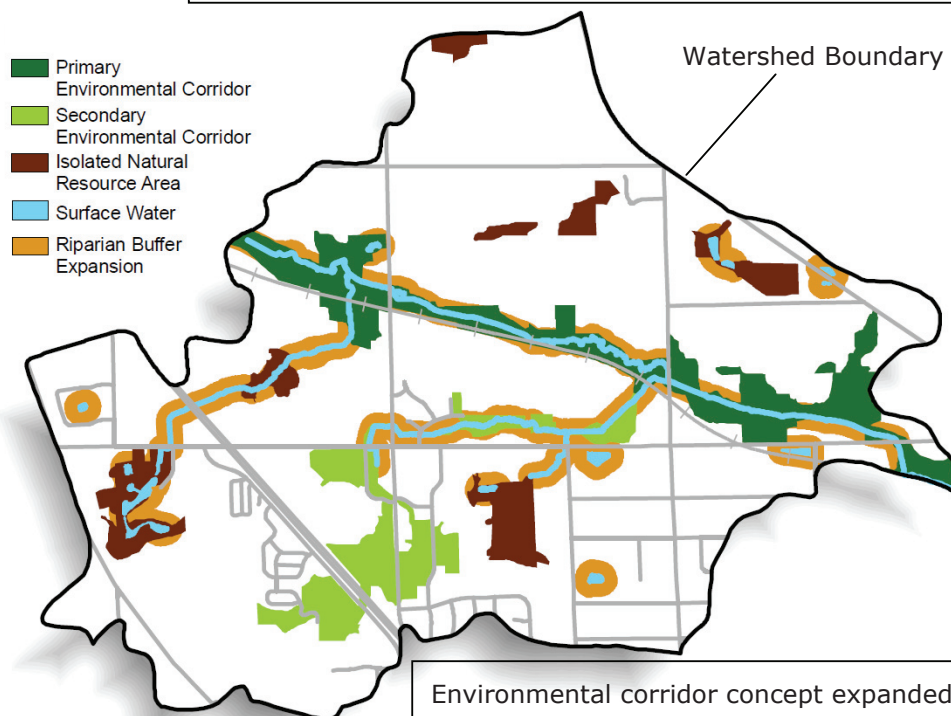 Watershed Boundary
Primary
Environmental Corridor
Secondary
Environmental Corridor
Isolated Natural
Resource Area
Surface Water
Riparian Buffer
Expansion
Environmental corridor concept expanded